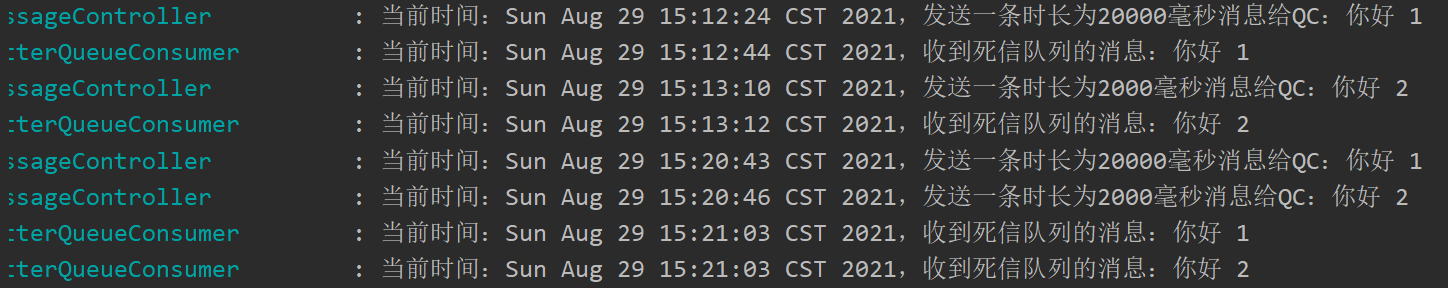 ssageController : 当前时间：Sun Aug 29 15:12:24 CST 2021，发送一条时长为20000毫秒消息给QC：你好 1
tterQueueConsumer : 当前时间：Sun Aug 29 15:12:44 CST 2021，收到死信队列的消息：你好 1
ssageController : 当前时间：Sun Aug 29 15:13:10 CST 2021，发送一条时长为2000毫秒消息给QC：你好 2
tterQueueConsumer : 当前时间：Sun Aug 29 15:13:12 CST 2021，收到死信队列的消息：你好 2
ssageController : 当前时间：Sun Aug 29 15:20:43 CST 2021，发送一条时长为20000毫秒消息给QC：你好 1
ssageController : 当前时间：Sun Aug 29 15:20:46 CST 2021，发送一条时长为2000毫秒消息给QC：你好 2
tterQueueConsumer : 当前时间：Sun Aug 29 15:21:03 CST 2021，收到死信队列的消息：你好 1
tterQueueConsumer : 当前时间：Sun Aug 29 15:21:03 CST 2021，收到死信队列的消息：你好 2